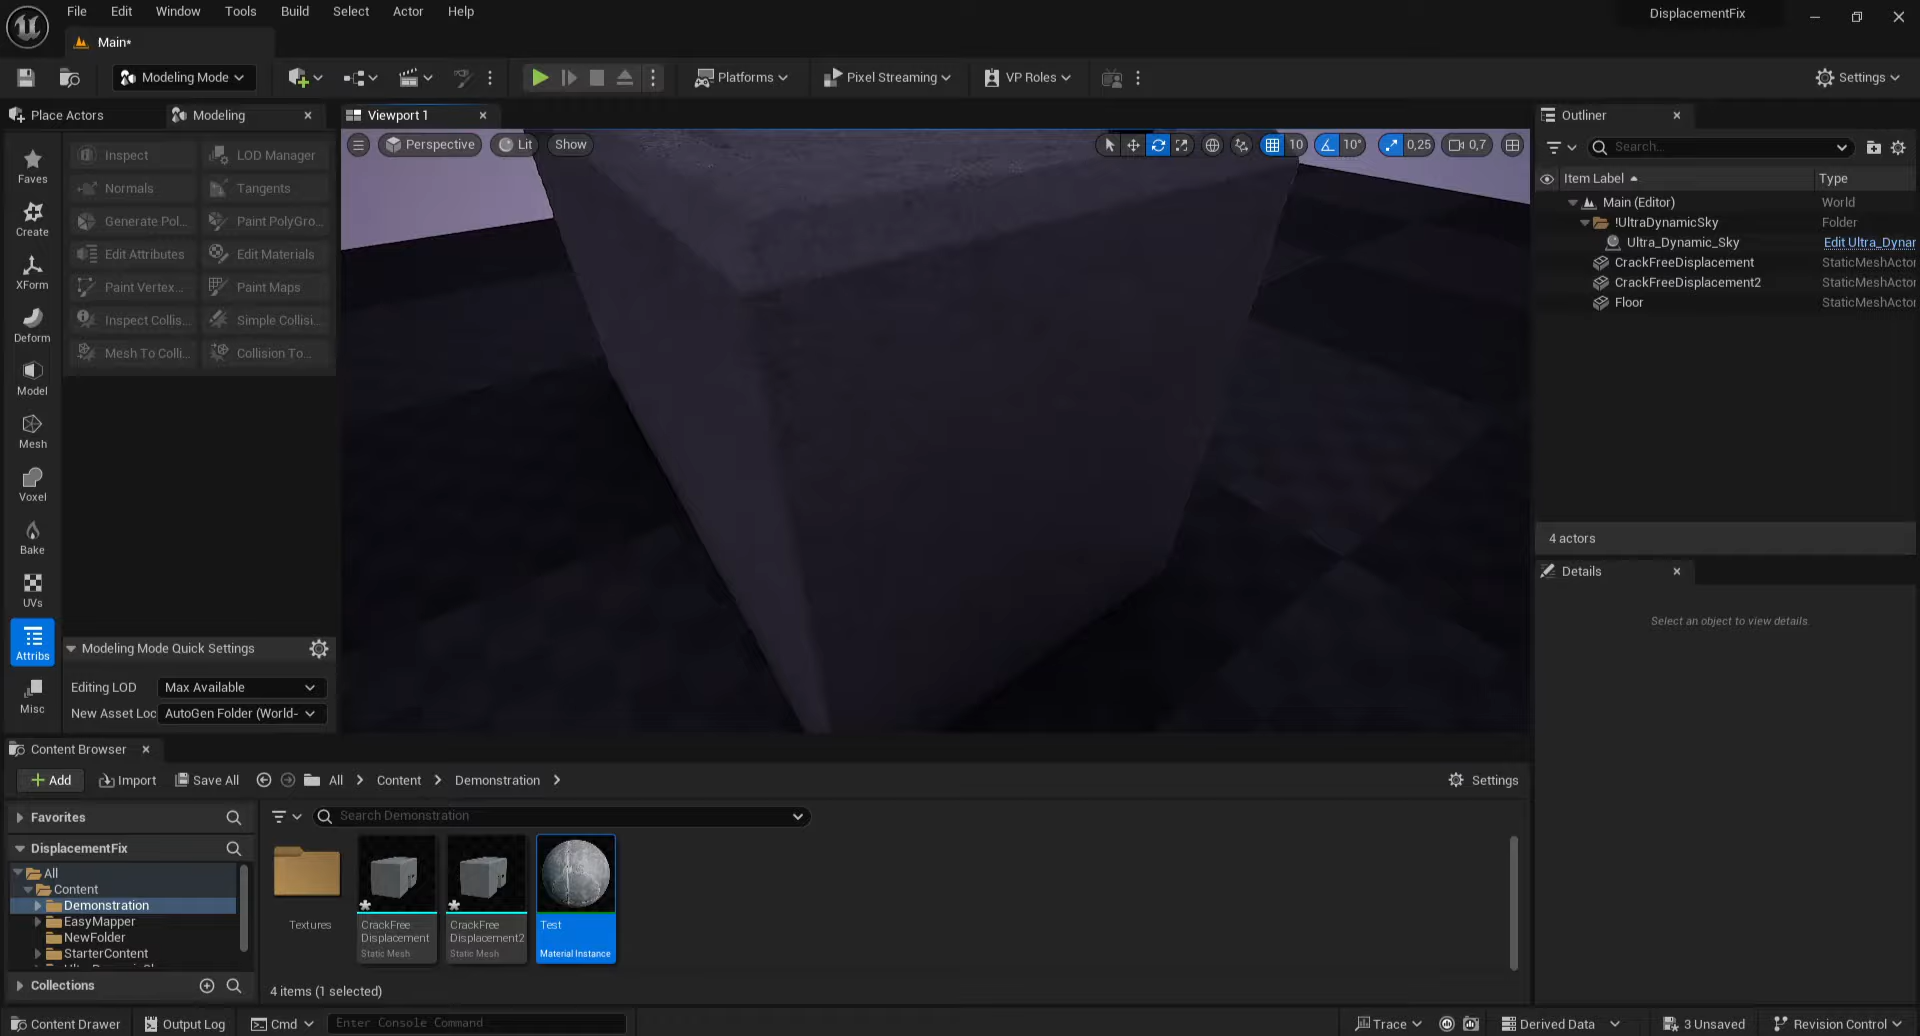 File Edit Window Tools Build Select Actor Help
DisplacementFix
Main*
Modeling Mode
Platforms
Pixel Streaming
VP Roles
Settings
Place Actors
Modeling
Viewport 1
Outliner
Perspective
Lit
Show
10
10°
0,25
0,7
Search...
Item Label
Type
Main (Editor)
World
!UltraDynamicSky
Folder
Ultra_Dynamic_Sky
Edit Ultra_Dynar
CrackFreeDisplacement
StaticMeshActor
CrackFreeDisplacement2
StaticMeshActor
Floor
StaticMeshActor
4 actors
Details
Select an object to view details.
Faves
Create
XForm
Deform
Model
Mesh
Voxel
Bake
UVs
Attribs
Misc
Inspect
LOD Manager
Normals
Tangents
Generate Pol...
Paint PolyGro...
Edit Attributes
Edit Materials
Paint Vertex...
Paint Maps
Inspect Collis...
Simple Collisi...
Mesh To Colli...
Collision To...
Modeling Mode Quick Settings
Editing LOD
Max Available
New Asset Loc
AutoGen Folder (World-
Content Browser
Add
Import
Save All
All
Content
Demonstration
Settings
Favorites
Search Demonstration
DisplacementFix
All
Content
Demonstration
EasyMapper
NewFolder
StarterContent
Collections
Textures
CrackFree
Displacement
Static Mesh
CrackFree
Displacement2
Static Mesh
Test
Material Instance
4 items (1 selected)
Content Drawer
Output Log
Cmd
Enter Console Command
Trace
Derived Data
3 Unsaved
Revision Control